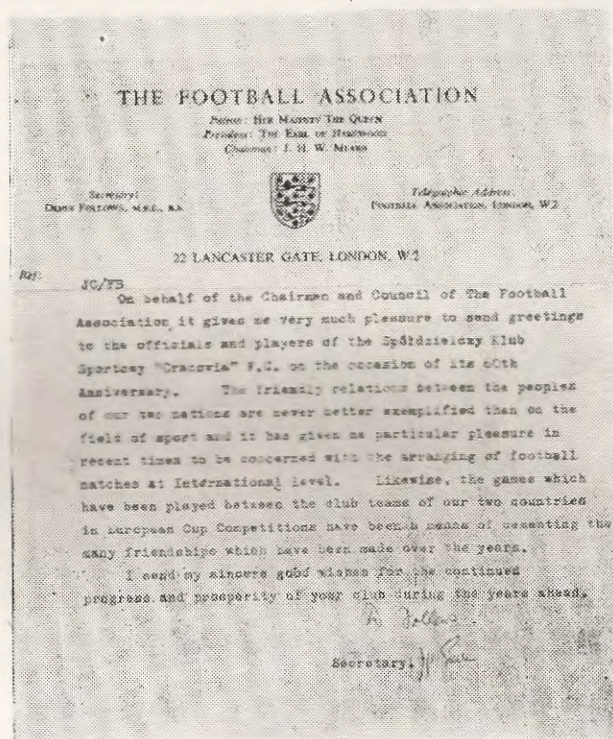 THE FOOTBALL ASSOCIATION
Patron: HER MAJESTY THE QUEEN
President: THE EARL OF HAREWOOD
Chairman: J. H. W. MEARS
Secretary:
DENIS FOLLOWS, M.B.E., B.A.
Telegraphic Address:
FOOTBALL ASSOCIATION, LONDON, W2
22 LANCASTER GATE, LONDON, W2
Ref:
JG/FB
On behalf of the Chairman and Council of The Football
Association it gives me very much pleasure to send greetings
to the officials and players of the Spółdzielczy Klub
Sportowy "Cracovia" F.C. on the occasion of its 60th
Anniversary. The friendly relations between the peoples
of our two nations are never better exemplified than on the
field of sport and it has given me particular pleasure in
recent times to be concerned with the arranging of football
matches at International Level. Likewise, the games which
have been played between the club teams of our two countries
in European Cup Competitions have been a means of cementing the
many friendships which have been made over the years.
I send my sincere good wishes for the continued
progress and prosperity of your club during the years ahead.
D. Follows
Secretary.